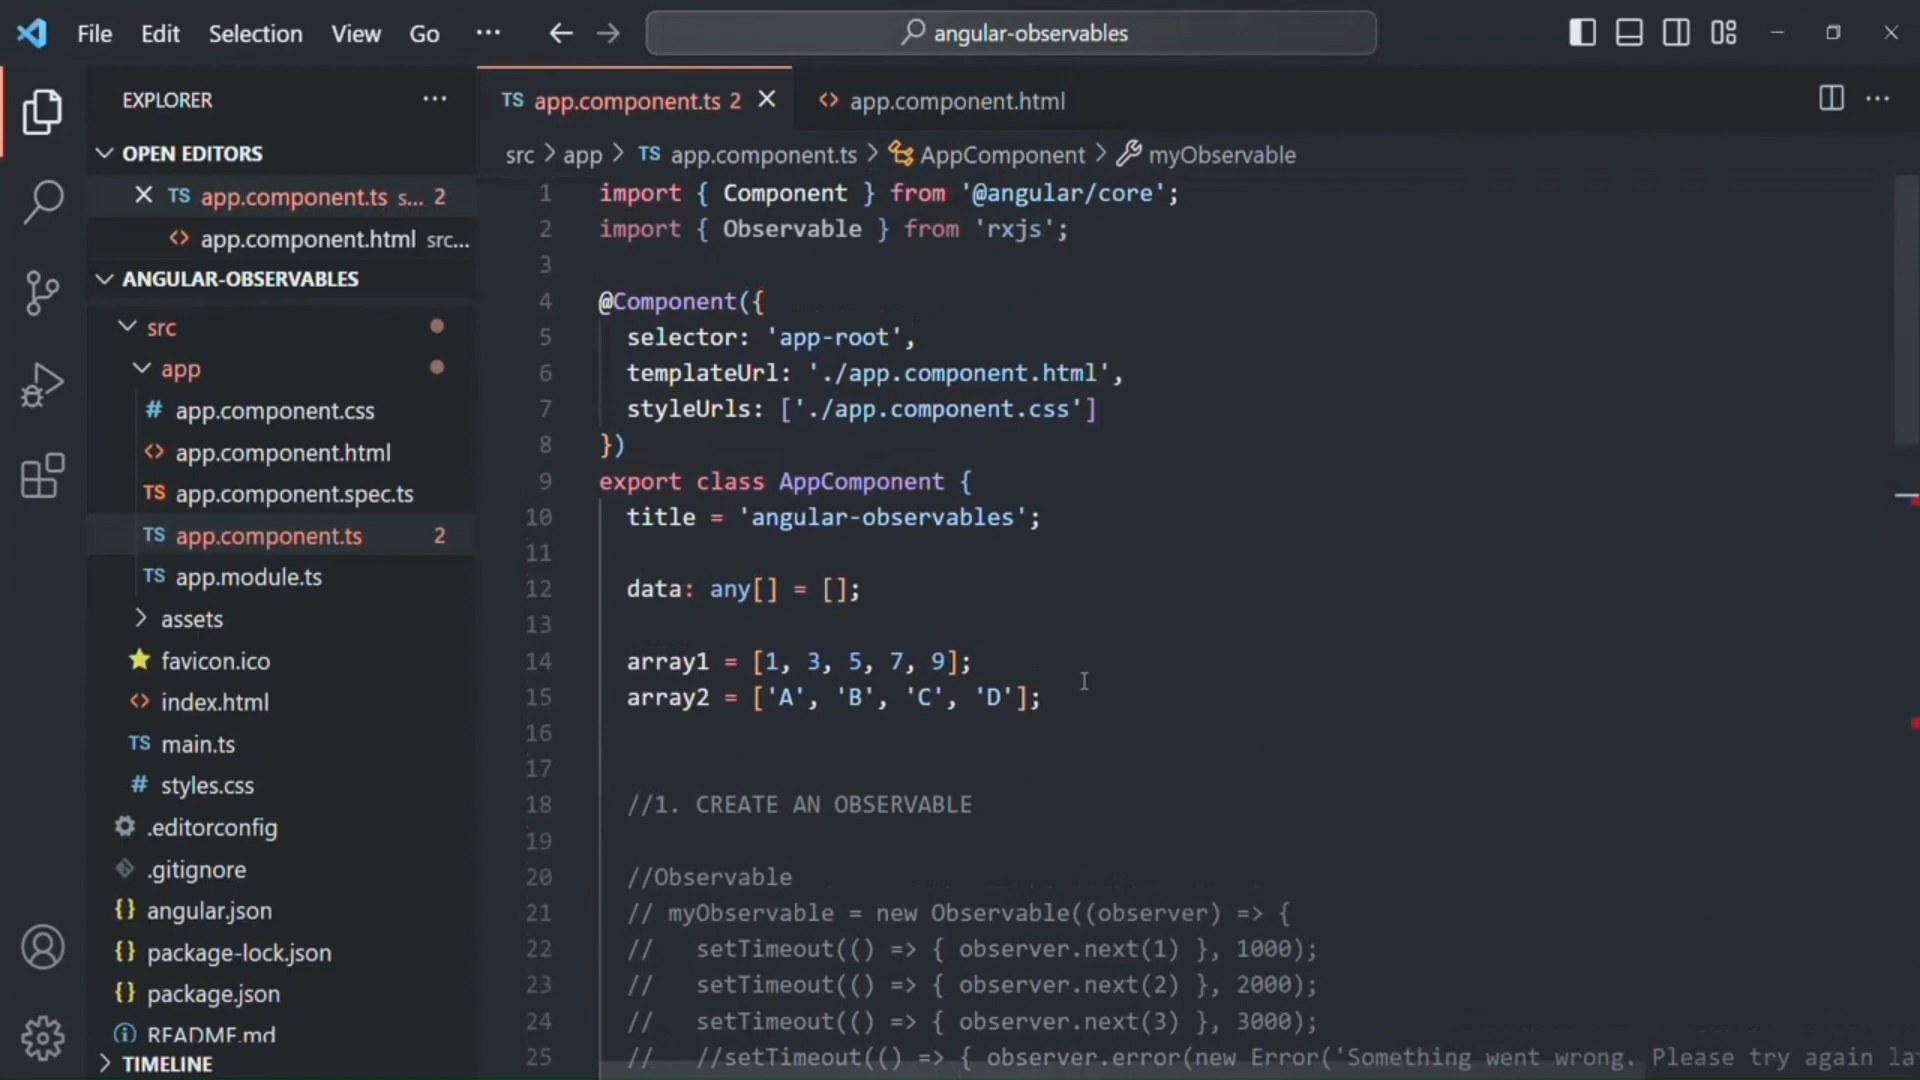 File Edit Selection View Go ··· angular-observables
EXPLORER ···
OPEN EDITORS
TS app.component.ts s... 2
<> app.component.html src...
ANGULAR-OBSERVABLES
src
app
# app.component.css
<> app.component.html
TS app.component.spec.ts
TS app.component.ts 2
TS app.module.ts
assets
favicon.ico
<> index.html
TS main.ts
# styles.css
.editorconfig
.gitignore
{} angular.json
{} package-lock.json
{} package.json
README.md
TIMELINE
TS app.component.ts 2 <> app.component.html
src > app > TS app.component.ts > AppComponent > myObservable
1 import { Component } from '@angular/core';
2 import { Observable } from 'rxjs';
3
4 @Component({
5 selector: 'app-root',
6 templateUrl: './app.component.html',
7 styleUrls: ['./app.component.css']
8 })
9 export class AppComponent {
10 title = 'angular-observables';
11
12 data: any[] = [];
13
14 array1 = [1, 3, 5, 7, 9];
15 array2 = ['A', 'B', 'C', 'D'];
16
17
18 //1. CREATE AN OBSERVABLE
19
20 //Observable
21 // myObservable = new Observable((observer) => {
22 // setTimeout(() => { observer.next(1) }, 1000);
23 // setTimeout(() => { observer.next(2) }, 2000);
24 // setTimeout(() => { observer.next(3) }, 3000);
25 // //setTimeout(() => { observer.error(new Error('Something went wrong. Please try again la